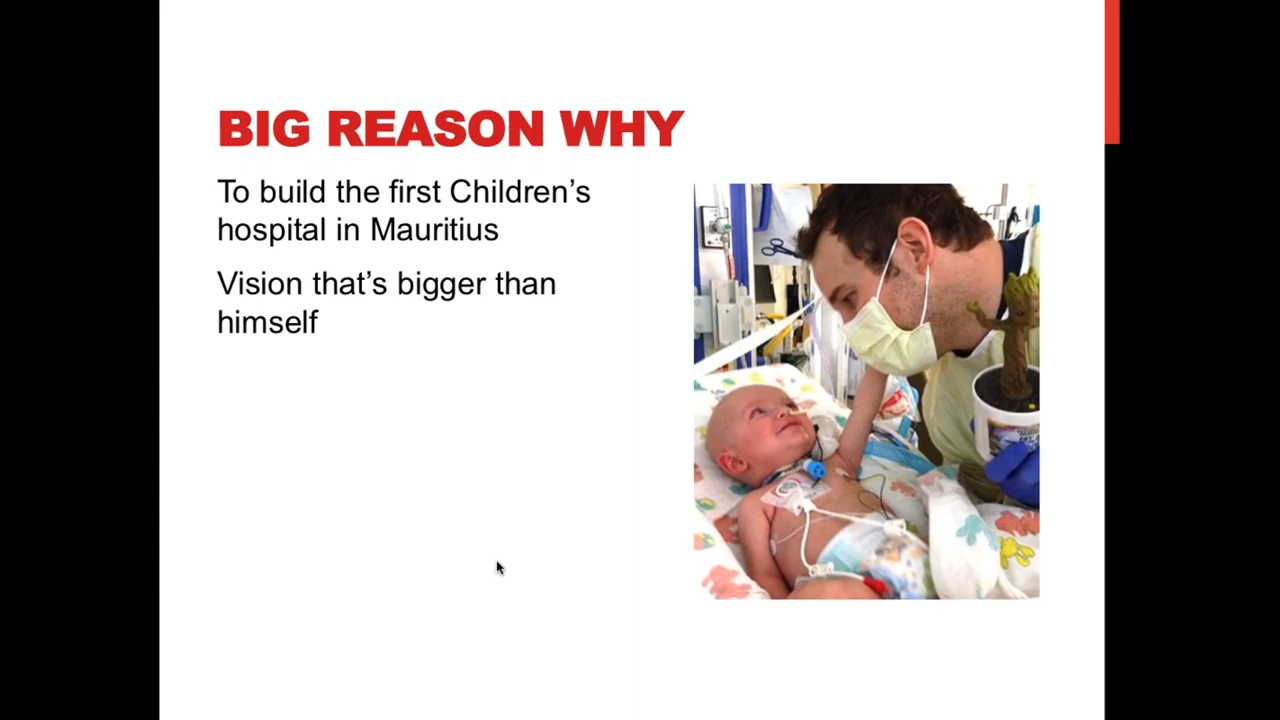 BIG REASON WHY
To build the first Children’s
hospital in Mauritius
Vision that’s bigger than
himself